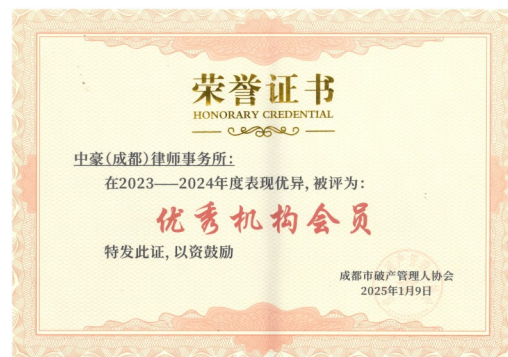 荣誉证书
HONORARY CREDENTIAL
中豪(成都)律师事务所:
在2023——2024年度表现优异, 被评为:
优秀机构会员
特发此证, 以资鼓励
成都市破产管理人协会
2025年1月9日